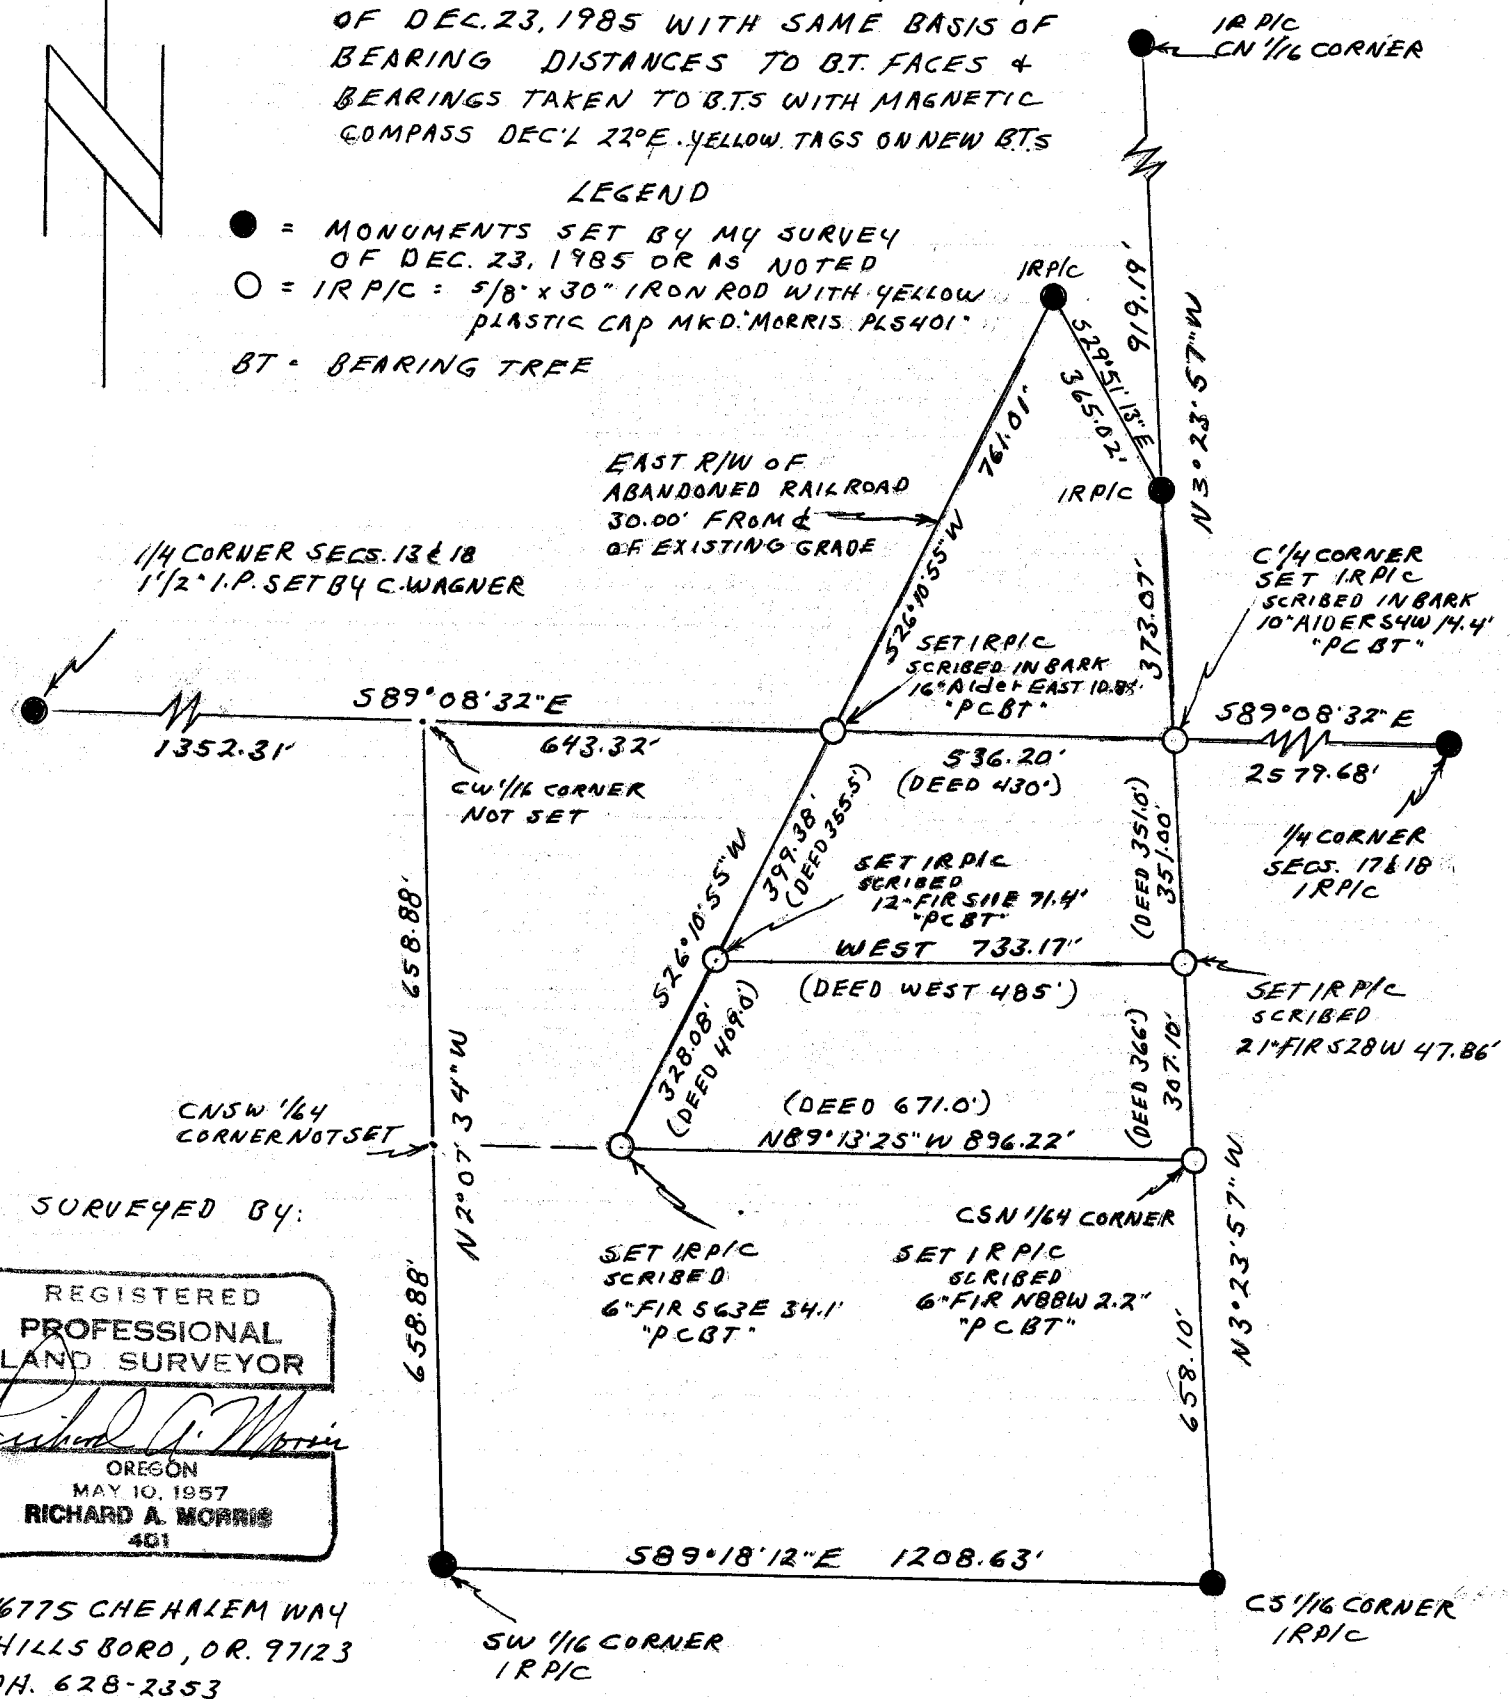 OF DEC. 23, 1985 WITH SAME BASIS OF
BEARING DISTANCES TO B.T. FACES &
BEARINGS TAKEN TO B.T.S WITH MAGNETIC
COMPASS DEC'L 22°E. YELLOW TAGS ON NEW B.T.S
LEGEND
= MONUMENTS SET BY MY SURVEY
OF DEC. 23, 1985 OR AS NOTED
= IR P/C = 5/8" x 30" IRON ROD WITH YELLOW
PLASTIC CAP MKD. "MORRIS PLS401"
BT = BEARING TREE
IR P/C
CN 1/16 CORNER
919.19'
N3°23'57"W
IRP/C
S29°51'13"E
365.02'
IRP/C
761.01'
S26°10'55"W
EAST R/W OF
ABANDONED RAILROAD
30.00' FROM ℄
OF EXISTING GRADE
1/4 CORNER SECS. 13 & 18
1 1/2" I.P. SET BY C. WAGNER
373.07'
C 1/4 CORNER
SET I.R P/C
SCRIBED IN BARK
10" AlDER S4W 14.4'
"PC BT"
SET IRP/C
SCRIBED IN BARK
16" Alder EAST 10.88'
"PCBT"
S89°08'32"E
1352.31'
643.32'
536.20'
(DEED 430')
S89°08'32"E
2579.68'
CW 1/16 CORNER
NOT SET
1/4 CORNER
SECS. 17 & 18
IRP/C
399.38'
(DEED 355.5')
S26°10'55"W
(DEED 351.0')
351.00'
SET IR P/C
SCRIBED
12" FIR S11E 71.4'
"PCBT"
WEST 733.17'
(DEED WEST 485')
SET IR P/C
SCRIBED
21" FIR S28W 47.86'
658.88'
N2°07'34"W
328.08'
(DEED 409.0')
(DEED 366')
307.10'
(DEED 671.0')
N89°13'25"W 896.22'
CNSW 1/64
CORNER NOT SET
CSN 1/64 CORNER
SET IR P/C
SCRIBED
6" FIR N88W 2.2"
"PCBT"
SET IRP/C
SCRIBED
6" FIR S63E 34.1'
"PCBT"
N3°23'57"W
658.88'
658.10'
SURVEYED BY:
REGISTERED
PROFESSIONAL
LAND SURVEYOR
Richard A. Morris
OREGON
MAY 10, 1957
RICHARD A. MORRIS
401
S89°18'12"E 1208.63'
6775 CHEHALEM WAY
HILLSBORO, OR. 97123
PH. 628-2353
SW 1/16 CORNER
IR P/C
CS 1/16 CORNER
IRP/C